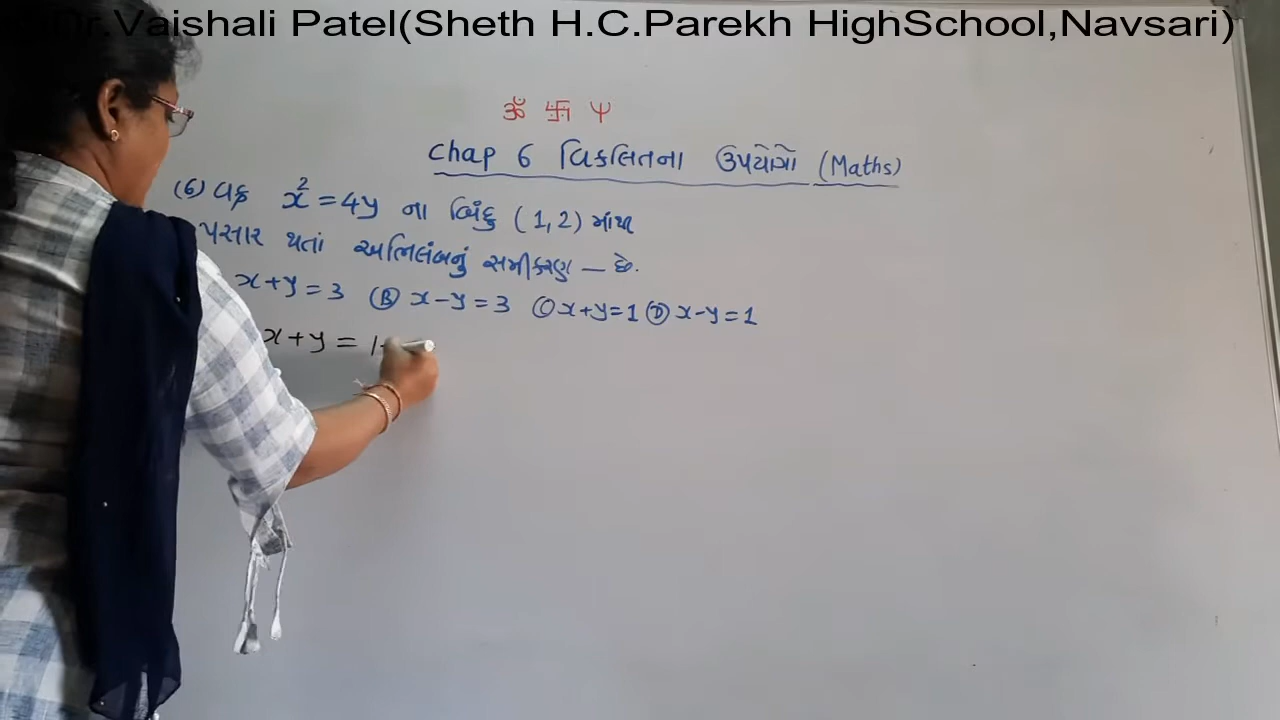 r.Vaishali Patel(Sheth H.C.Parekh HighSchool,Navsari)
ॐ 卐 Ψ
Chap 6 વિકલિતના ઉપયોગો (Maths)
(6) વક્ર x² = 4y ના બિંદુ (1,2) માંથી
પસાર થતાં અભિલંબનું સમીકરણ — છે.
x+y = 3 (B) x-y = 3 (C) x+y=1 (D) x-y=1
x+y = 1+